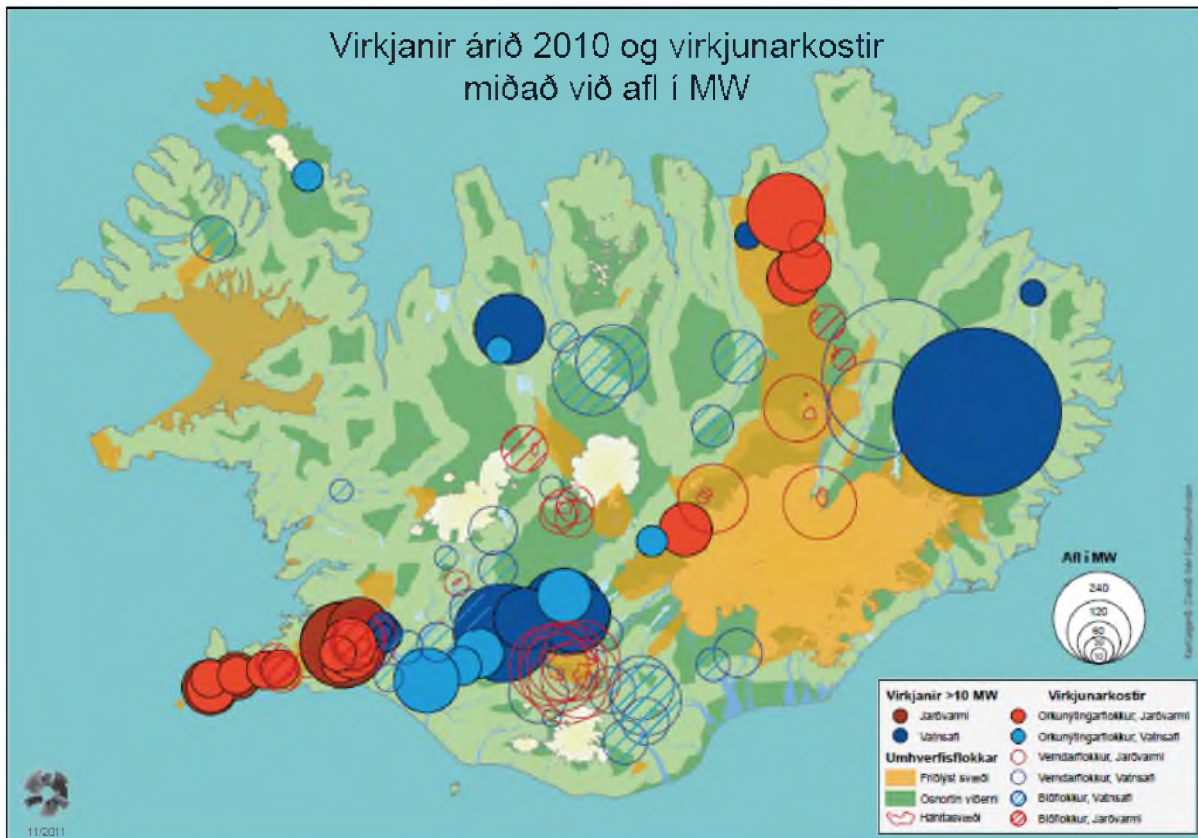 Virkjanir árið 2010 og virkjunarkostir
miðað við afl í MW
Afl í MW
240
120
60
10
Virkjanir >10 MW
Jarðvarmi
Vatnsafl
Umhverfisflokkar
Friðlýst svæði
Ósnortin víðerni
Háhitasvæði
Virkjunarkostir
Orkunýtingarflokkur, Jarðvarmi
Orkunýtingarflokkur, Vatnsafl
Verndarflokkur, Jarðvarmi
Verndarflokkur, Vatnsafl
Biðflokkur, Vatnsafl
Biðflokkur, Jarðvarmi
11/2011